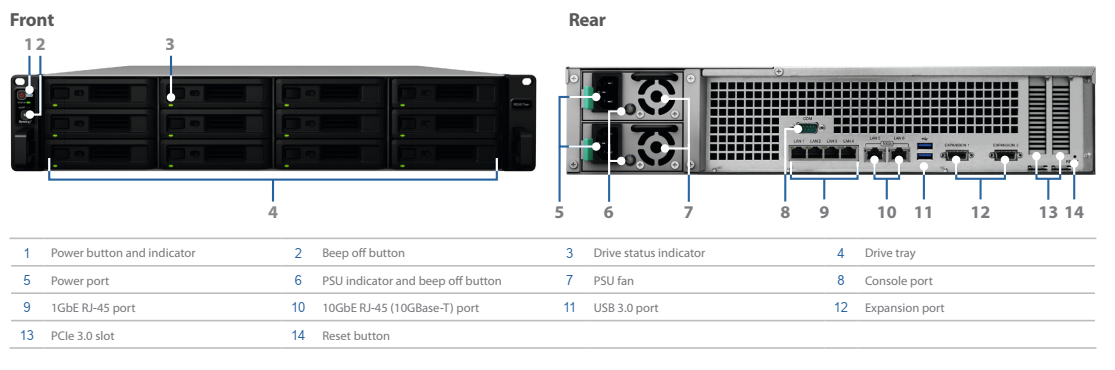 Front
Rear
1 2 3
COM
LAN 1 LAN 2 LAN 3 LAN 4
LAN 5 LAN 6
10GbE
EXPANSION 1
EXPANSION 2
4
5 6 7 8 9 10 11 12 13 14
1 Power button and indicator 2 Beep off button 3 Drive status indicator 4 Drive tray
5 Power port 6 PSU indicator and beep off button 7 PSU fan 8 Console port
9 1GbE RJ-45 port 10 10GbE RJ-45 (10GBase-T) port 11 USB 3.0 port 12 Expansion port
13 PCIe 3.0 slot 14 Reset button